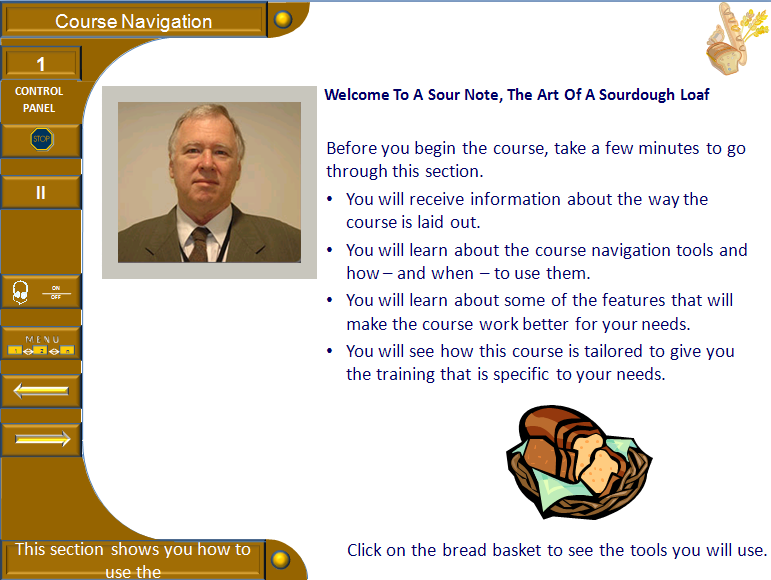 Course Navigation
1
CONTROL
PANEL
STOP
II
ON
OFF
MENU
1 2 n
Welcome To A Sour Note, The Art Of A Sourdough Loaf
Before you begin the course, take a few minutes to go
through this section.
• You will receive information about the way the
course is laid out.
• You will learn about the course navigation tools and
how – and when – to use them.
• You will learn about some of the features that will
make the course work better for your needs.
• You will see how this course is tailored to give you
the training that is specific to your needs.
This section shows you how to
use the
Click on the bread basket to see the tools you will use.